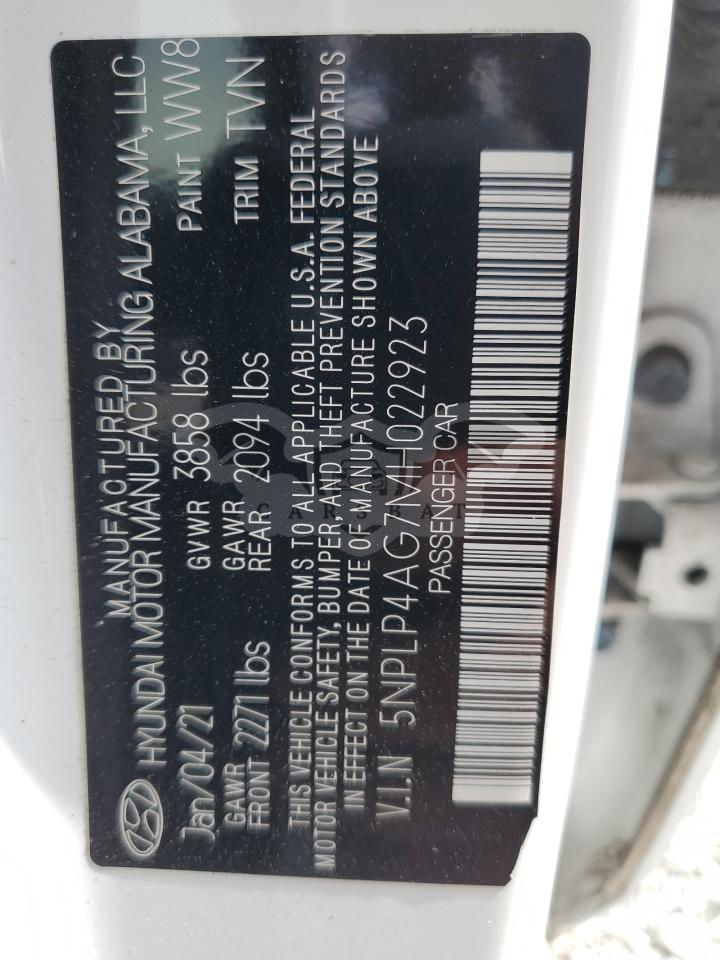 MANUFACTURED BY
HYUNDAI MOTOR MANUFACTURING ALABAMA, LLC
Jan/04/21 GVWR 3858 lbs PAINT WW8
GAWR FRONT 2271 lbs GAWR REAR 2094 lbs TRIM TVN
THIS VEHICLE CONFORMS TO ALL APPLICABLE U.S.A. FEDERAL
MOTOR VEHICLE SAFETY, BUMPER, AND THEFT PREVENTION STANDARDS
IN EFFECT ON THE DATE OF MANUFACTURE SHOWN ABOVE
V.I.N 5NPLP4AG7MH022923
PASSENGER CAR
CARSBAT